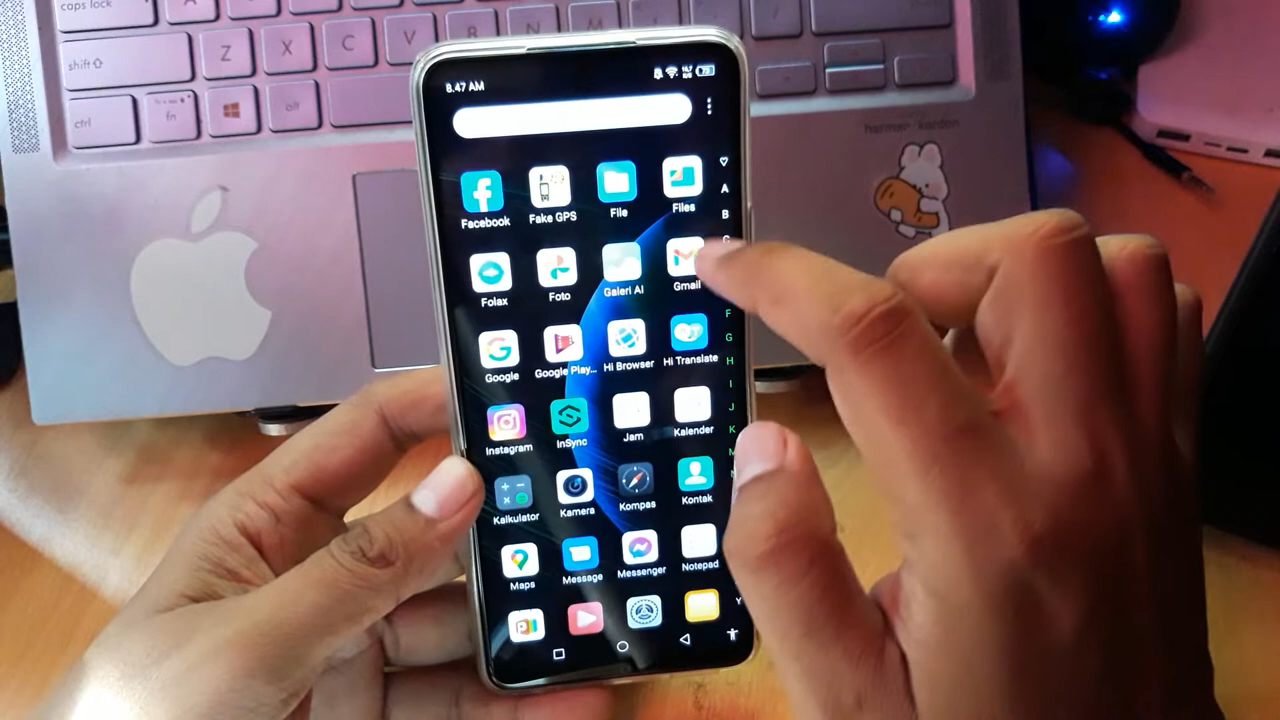 caps lock
shift
Z
X
C
V
B
N
M
ctrl
fn
alt
harman/kardon
8.47 AM
Facebook
Fake GPS
File
Files
Folax
Foto
Galeri AI
Gmail
Google
Google Play...
Hi Browser
Hi Translate
Instagram
InSync
Jam
Kalender
Kalkulator
Kamera
Kompas
Kontak
Maps
Message
Messenger
Notepad
A
B
F
G
H
I
J
K
Y